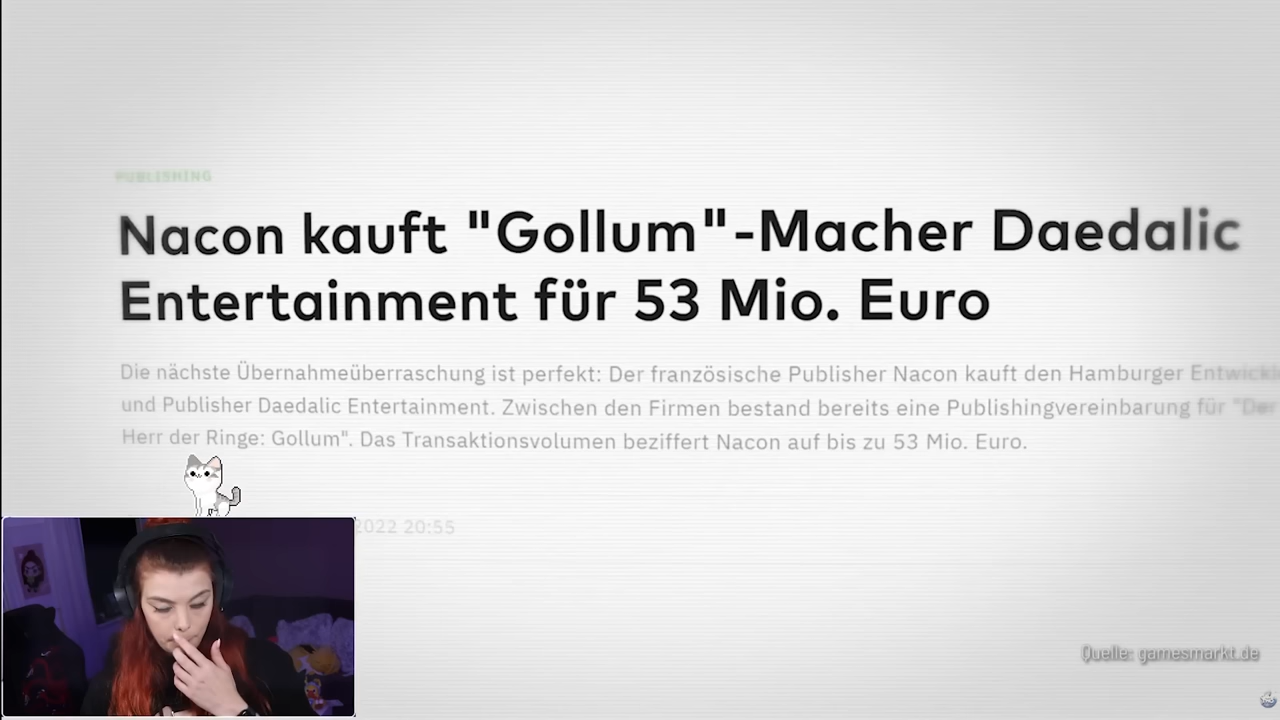 PUBLISHING
Nacon kauft "Gollum"-Macher Daedalic
Entertainment für 53 Mio. Euro
Die nächste Übernahmeüberraschung ist perfekt: Der französische Publisher Nacon kauft den Hamburger
und Publisher Daedalic Entertainment. Zwischen den Firmen bestand bereits eine Publishingvereinbarung für "Der
Herr der Ringe: Gollum". Das Transaktionsvolumen beziffert Nacon auf bis zu 53 Mio. Euro.
2022 20:55
Quelle: gamesmarkt.de